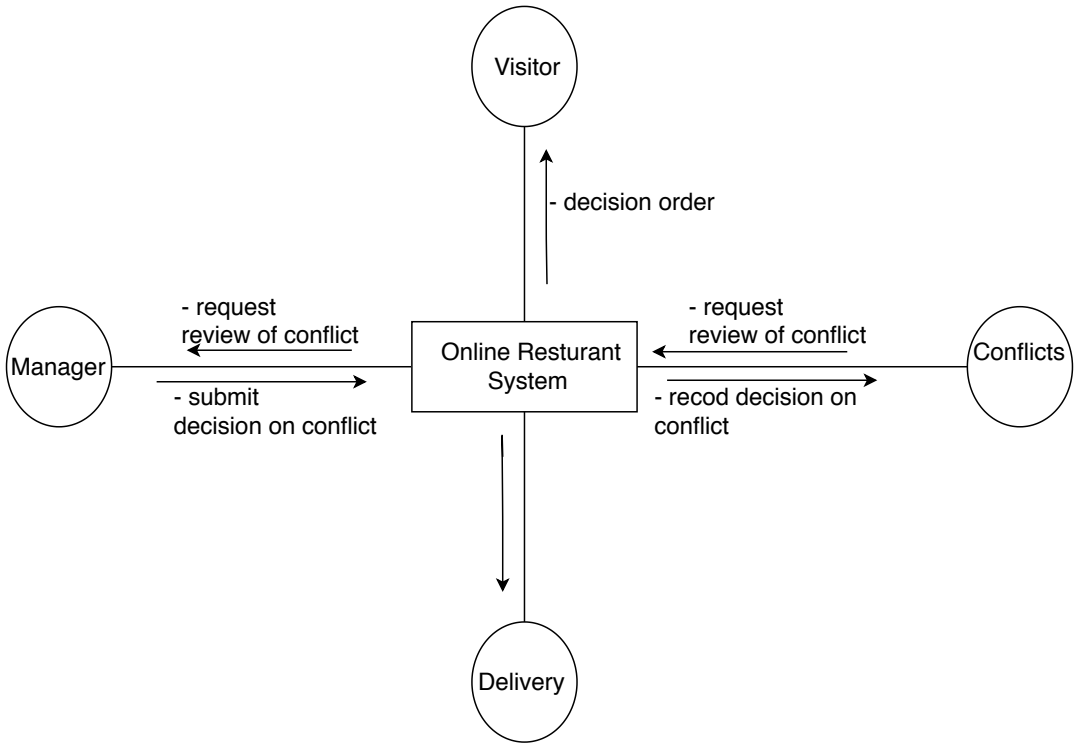 Visitor
- decision order
- request
review of conflict
- request
review of conflict
Manager
Online Resturant
System
Conflicts
- submit
decision on conflict
- recod decision on
conflict
Delivery